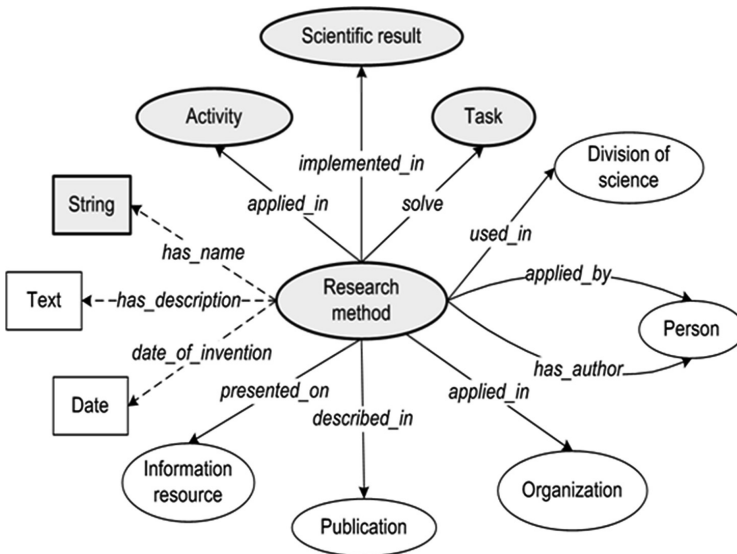 Scientific result
Activity
Task
implemented_in
Division of
science
String
applied_in
solve
used_in
has_name
Research
method
applied_by
Text
has_description
Person
date_of_invention
has_author
Date
presented_on
applied_in
described_in
Information
resource
Organization
Publication